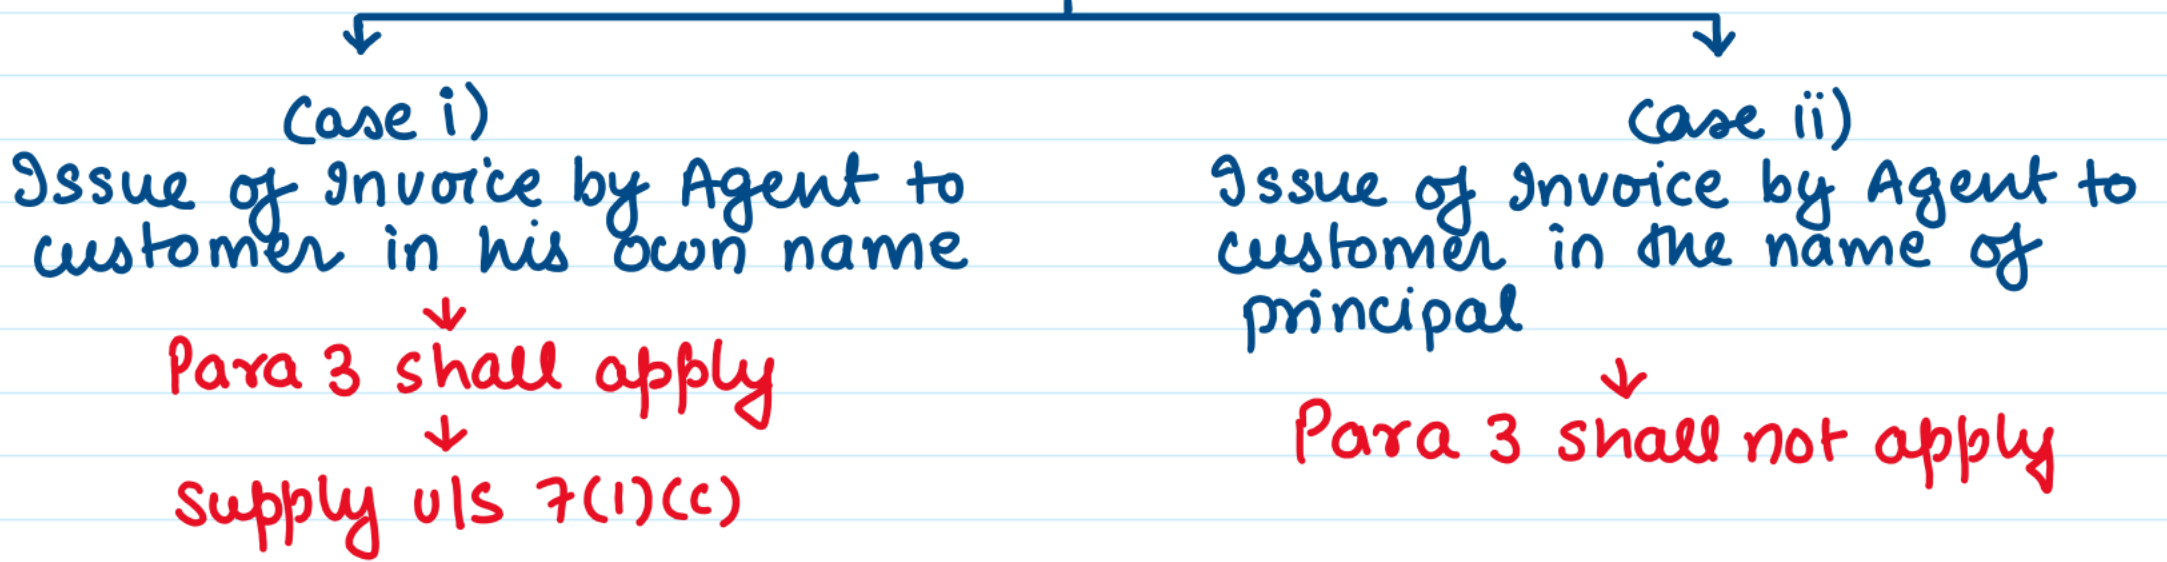 Case i)
Issue of Invoice by Agent to
customer in his own name
Para 3 shall apply
Supply u/s 7(1)(c)
Case ii)
Issue of Invoice by Agent to
customer in the name of
principal
Para 3 shall not apply